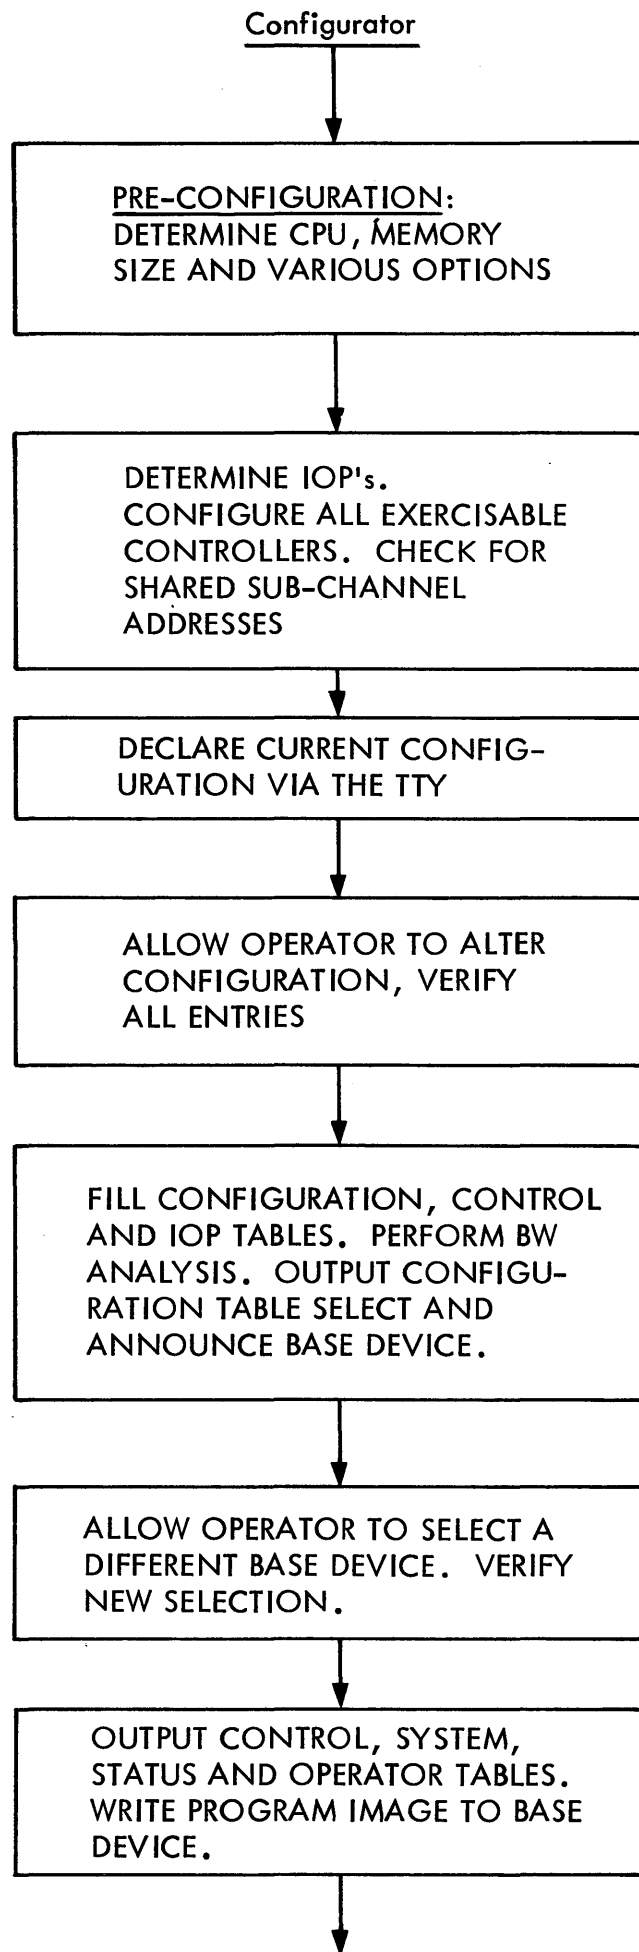 Configurator
PRE-CONFIGURATION:
DETERMINE CPU, MEMORY
SIZE AND VARIOUS OPTIONS
DETERMINE IOP's.
CONFIGURE ALL EXERCISABLE
CONTROLLERS. CHECK FOR
SHARED SUB-CHANNEL
ADDRESSES
DECLARE CURRENT CONFIG-
URATION VIA THE TTY
ALLOW OPERATOR TO ALTER
CONFIGURATION, VERIFY
ALL ENTRIES
FILL CONFIGURATION, CONTROL
AND IOP TABLES. PERFORM BW
ANALYSIS. OUTPUT CONFIGU-
RATION TABLE SELECT AND
ANNOUNCE BASE DEVICE.
ALLOW OPERATOR TO SELECT A
DIFFERENT BASE DEVICE. VERIFY
NEW SELECTION.
OUTPUT CONTROL, SYSTEM,
STATUS AND OPERATOR TABLES.
WRITE PROGRAM IMAGE TO BASE
DEVICE.